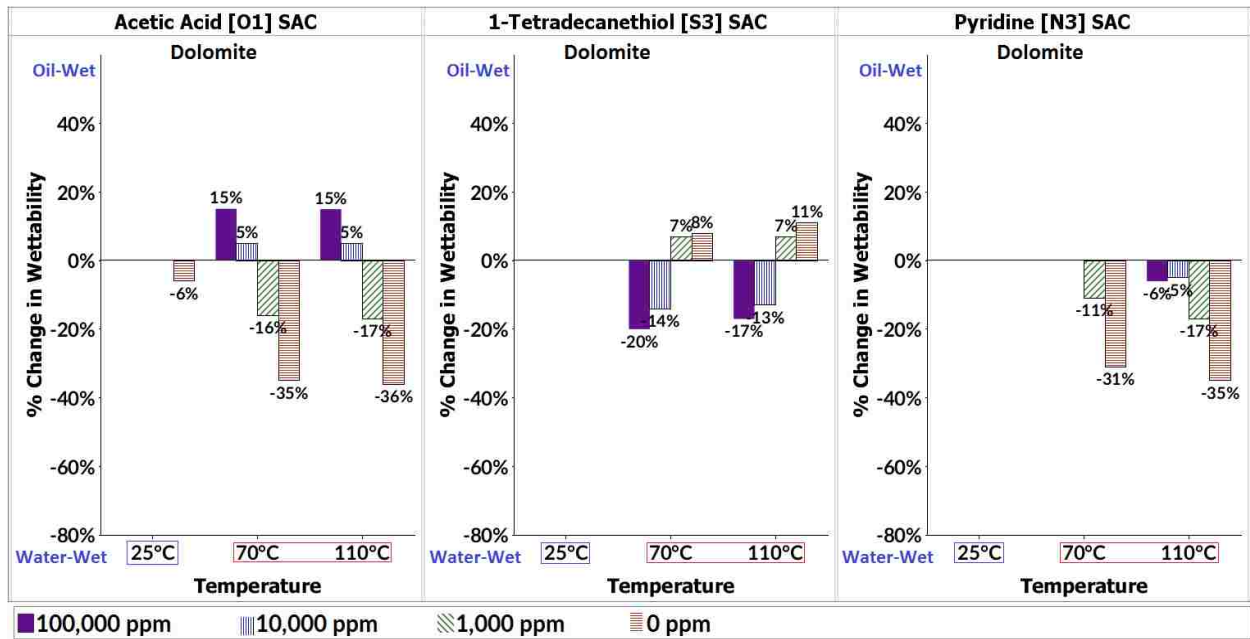 Acetic Acid [O1] SAC
Dolomite
Oil-Wet
40%
20%
0%
-20%
-40%
-60%
-80%
Water-Wet
% Change in Wettability
-6%
15%
5%
-16%
-35%
15%
5%
-17%
-36%
25°C
70°C
110°C
Temperature
1-Tetradecanethiol [S3] SAC
Dolomite
Oil-Wet
40%
20%
0%
-20%
-40%
-60%
-80%
Water-Wet
% Change in Wettability
-20%
-14%
7%
8%
-17%
-13%
7%
11%
25°C
70°C
110°C
Temperature
Pyridine [N3] SAC
Dolomite
Oil-Wet
40%
20%
0%
-20%
-40%
-60%
-80%
Water-Wet
% Change in Wettability
-11%
-31%
-6%
-5%
-17%
-35%
25°C
70°C
110°C
Temperature
100,000 ppm
10,000 ppm
1,000 ppm
0 ppm